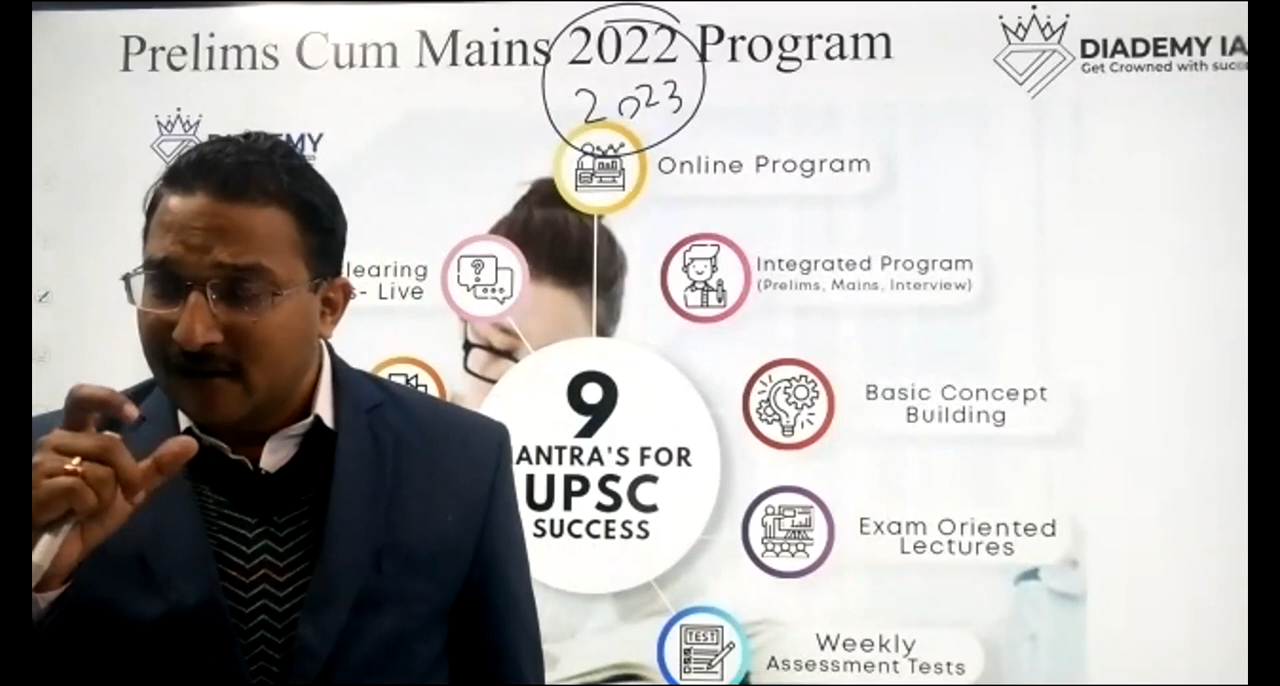 Prelims Cum Mains 2022 Program
2023
DIADEMY IA
Get Crowned with succe
Online Program
learing
s- Live
Integrated Program
(Prelims, Mains, Interview)
9
ANTRA'S FOR
UPSC
SUCCESS
Basic Concept
Building
Exam Oriented
Lectures
TEST
Weekly
Assessment Tests